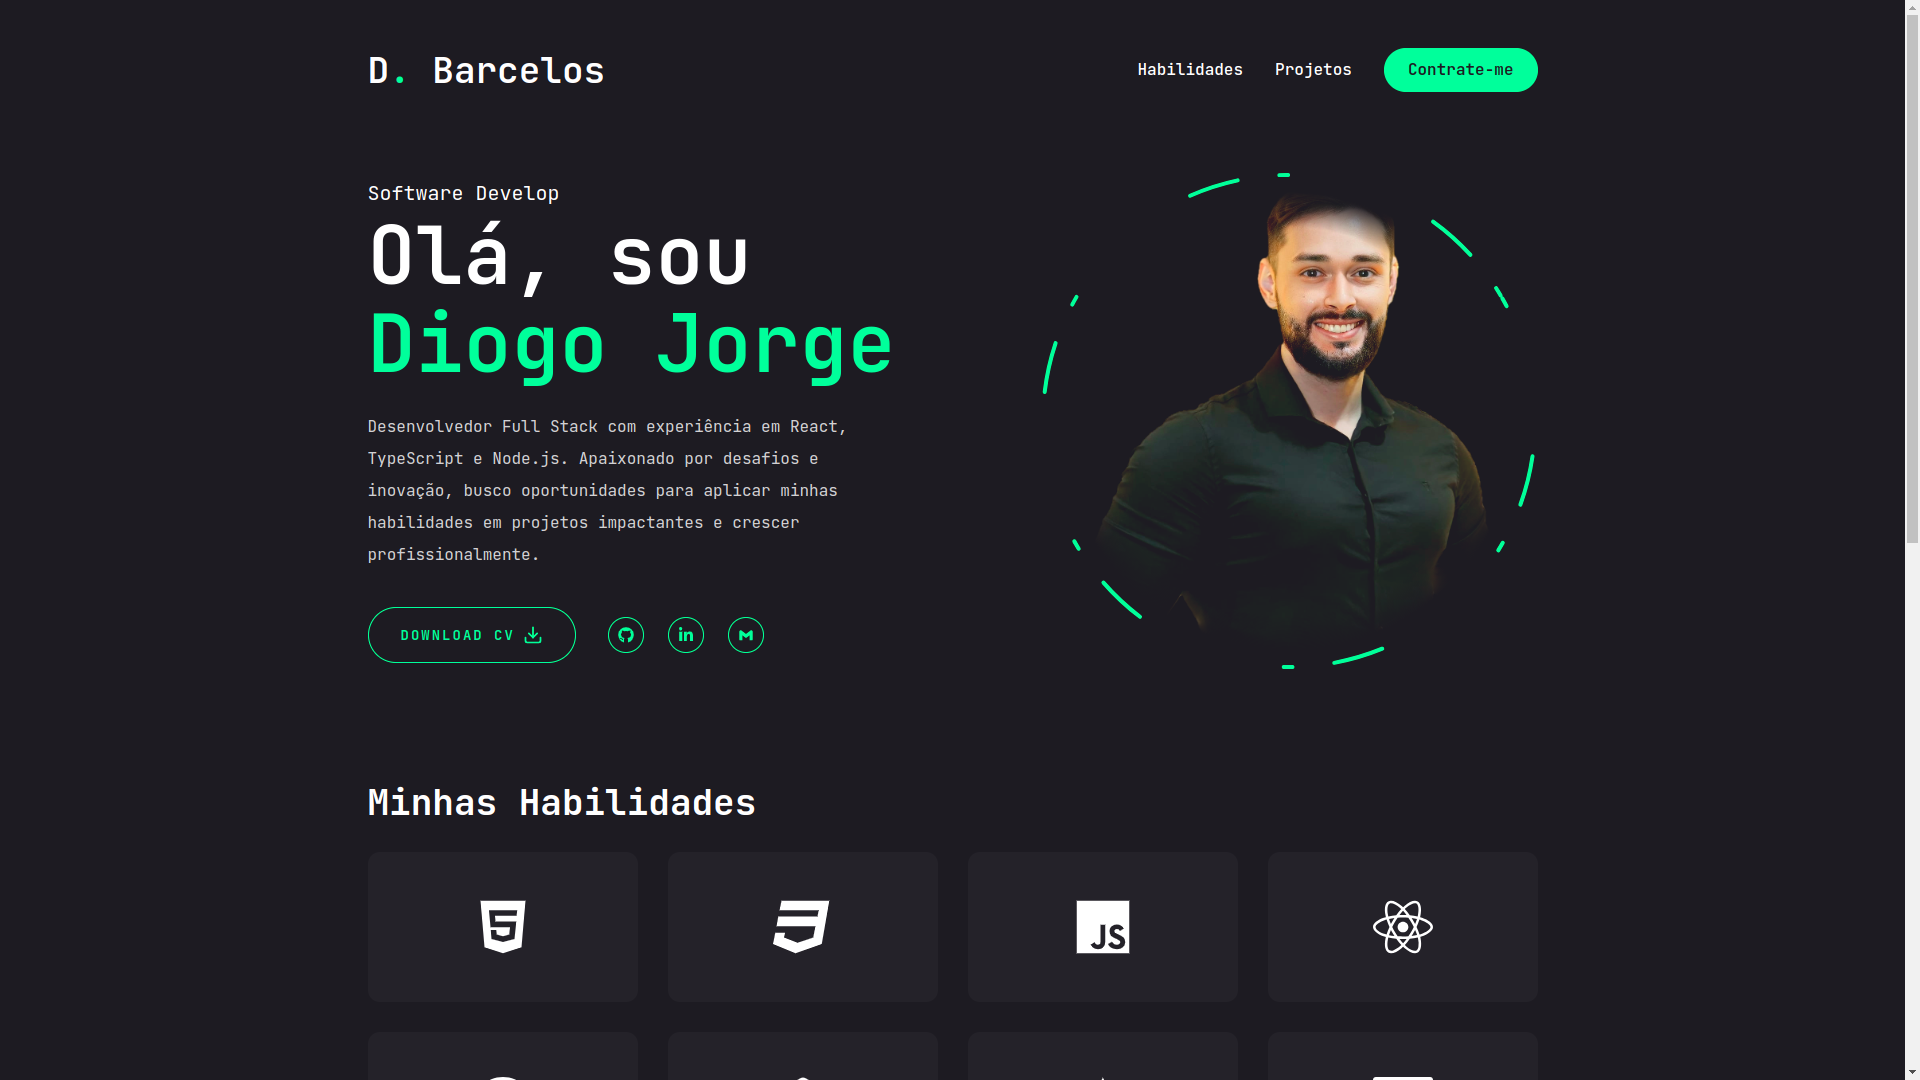 D. Barcelos
Habilidades
Projetos
Contrate-me
Software Develop
Olá, sou
Diogo Jorge
Desenvolvedor Full Stack com experiência em React,
TypeScript e Node.js. Apaixonado por desafios e
inovação, busco oportunidades para aplicar minhas
habilidades em projetos impactantes e crescer
profissionalmente.
DOWNLOAD CV
in
Minhas Habilidades
JS